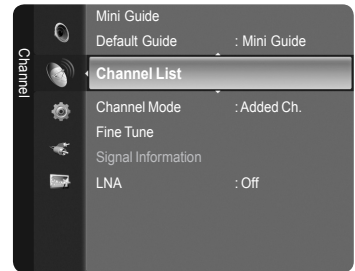 Channel
Mini Guide
Default Guide : Mini Guide
Channel List
Channel Mode : Added Ch.
Fine Tune
Signal Information
LNA : Off